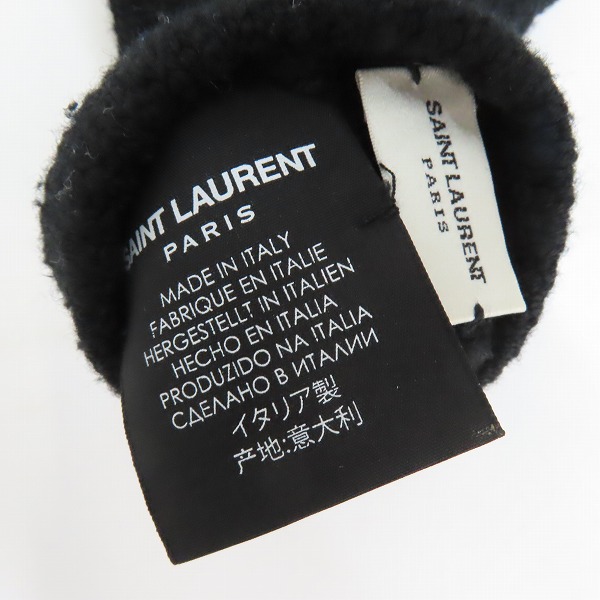 SAINT LAURENT
PARIS
MADE IN ITALY
FABRIQUE EN ITALIE
HERGESTELLT IN ITALIEN
HECHO EN ITALIA
PRODUZIDO NA ITALIA
СДЕЛАНО В ИТАЛИИ
イタリア製
产地:意大利
SAINT LAURENT
PARIS